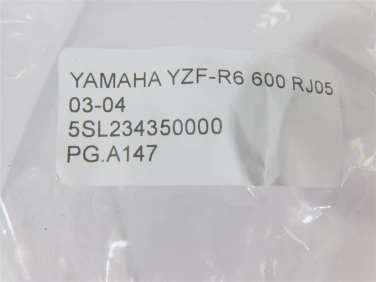 YAMAHA YZF-R6 600 RJ05
03-04
5SL234350000
PG.A147